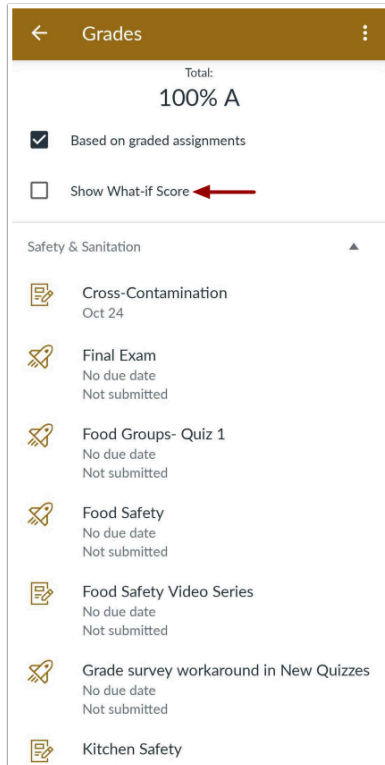 Grades
Total:
100% A
Based on graded assignments
Show What-if Score
Safety & Sanitation
Cross-Contamination
Oct 24
Final Exam
No due date
Not submitted
Food Groups- Quiz 1
No due date
Not submitted
Food Safety
No due date
Not submitted
Food Safety Video Series
No due date
Not submitted
Grade survey workaround in New Quizzes
No due date
Not submitted
Kitchen Safety